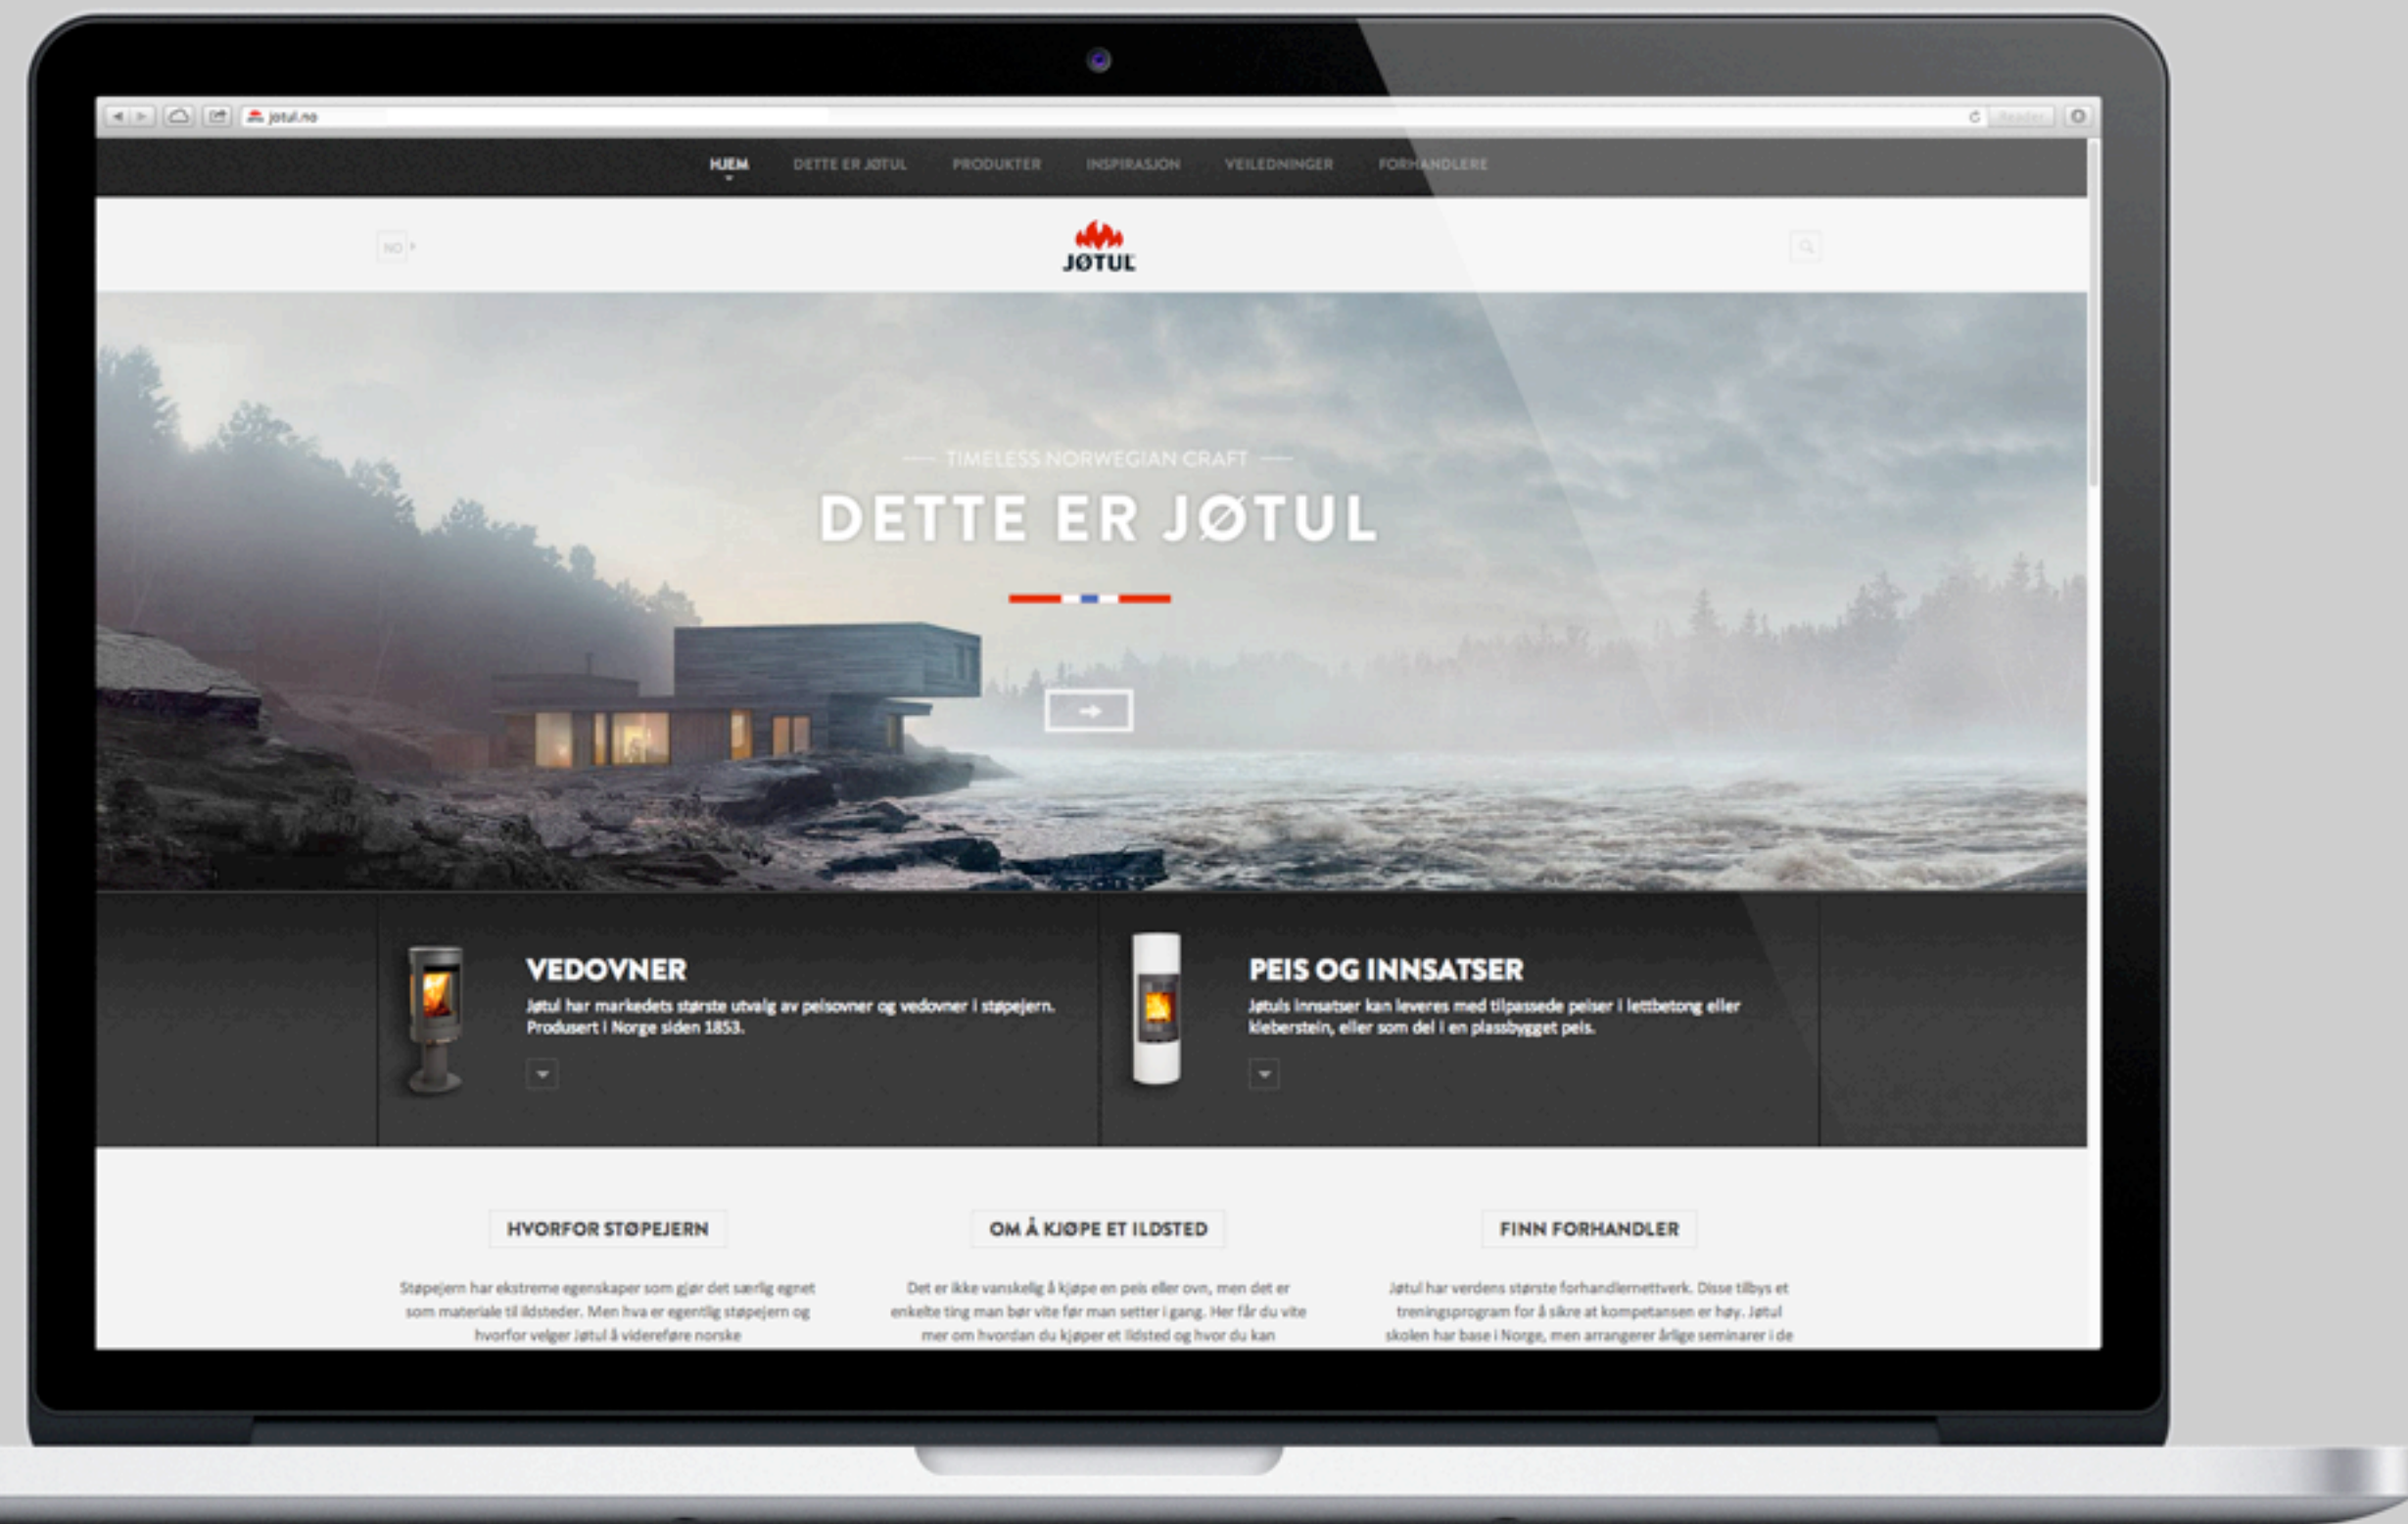 jotul.no
Reader
HJEM DETTE ER JØTUL PRODUKTER INSPIRASJON VEILEDNINGER FORHANDLERE
NO
JØTUL
TIMELESS NORWEGIAN CRAFT
DETTE ER JØTUL
VEDOVNER
Jøtul har markedets største utvalg av peisovner og vedovner i støpejern.
Produsert i Norge siden 1853.
PEIS OG INNSATSER
Jøtuls innsatser kan leveres med tilpassede peiser i lettbetong eller
kleberstein, eller som del i en plassbygget peis.
HVORFOR STØPEJERN
Støpejern har ekstreme egenskaper som gjør det særlig egnet
som materiale til ildsteder. Men hva er egentlig støpejern og
hvorfor velger Jøtul å videreføre norske
OM Å KJØPE ET ILDSTED
Det er ikke vanskelig å kjøpe en peis eller ovn, men det er
enkelte ting man bør vite før man setter i gang. Her får du vite
mer om hvordan du kjøper et ildsted og hvor du kan
FINN FORHANDLER
Jøtul har verdens største forhandlernettverk. Disse tilbys et
treningsprogram for å sikre at kompetansen er høy. Jøtul
skolen har base i Norge, men arrangerer årlige seminarer i de